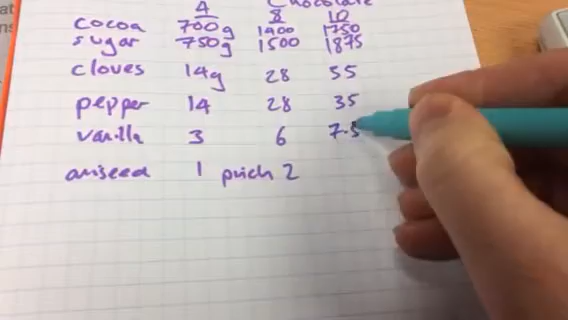 Chocolate
4 8 10
cocoa 700g 1400 1750
sugar 750g 1500 1875
cloves 14g 28 35
pepper 14 28 35
vanilla 3 6 7.5
aniseed 1 pinch 2